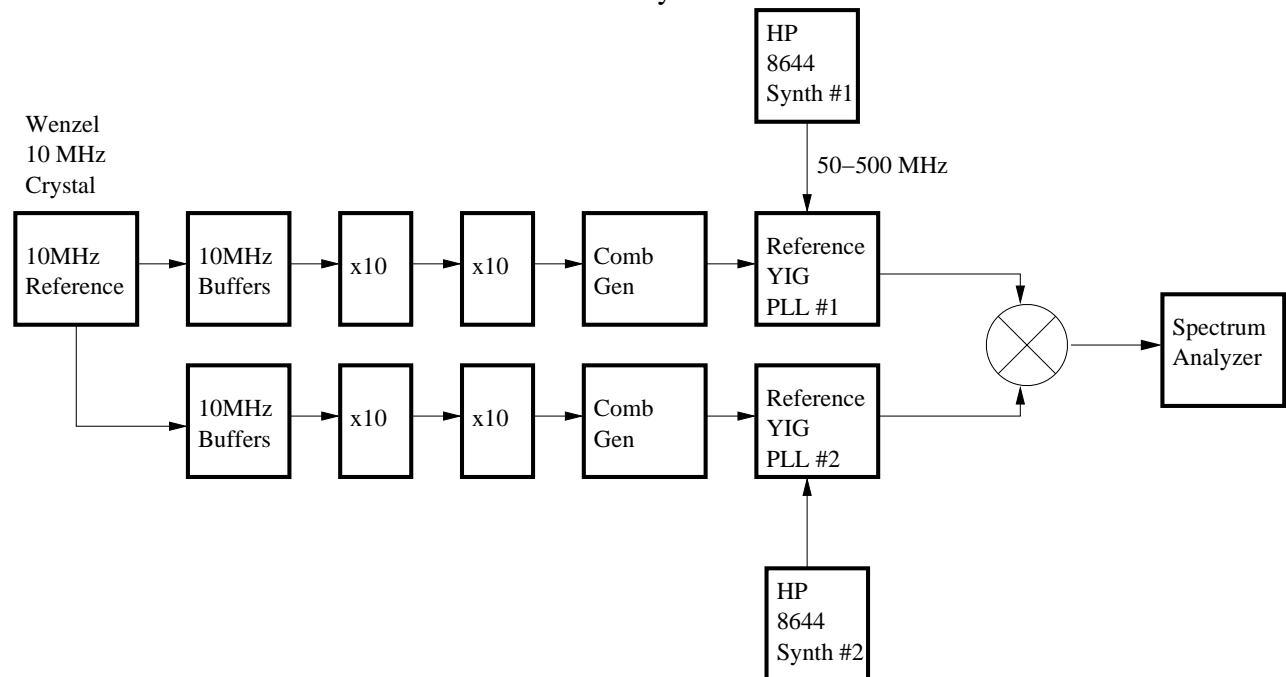 HP
8644
Synth #1
Wenzel
10 MHz
Crystal
50–500 MHz
10MHz
Reference
10MHz
Buffers
x10
x10
Comb
Gen
Reference
YIG
PLL #1
Spectrum
Analyzer
10MHz
Buffers
x10
x10
Comb
Gen
Reference
YIG
PLL #2
HP
8644
Synth #2